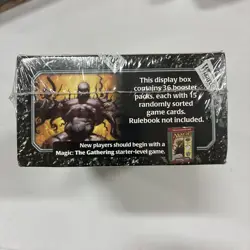 This display box
contains 36 booster
packs, each with 15
randomly sorted
game cards.
Rulebook not included.
New players should begin with a
Magic: The Gathering starter-level game.